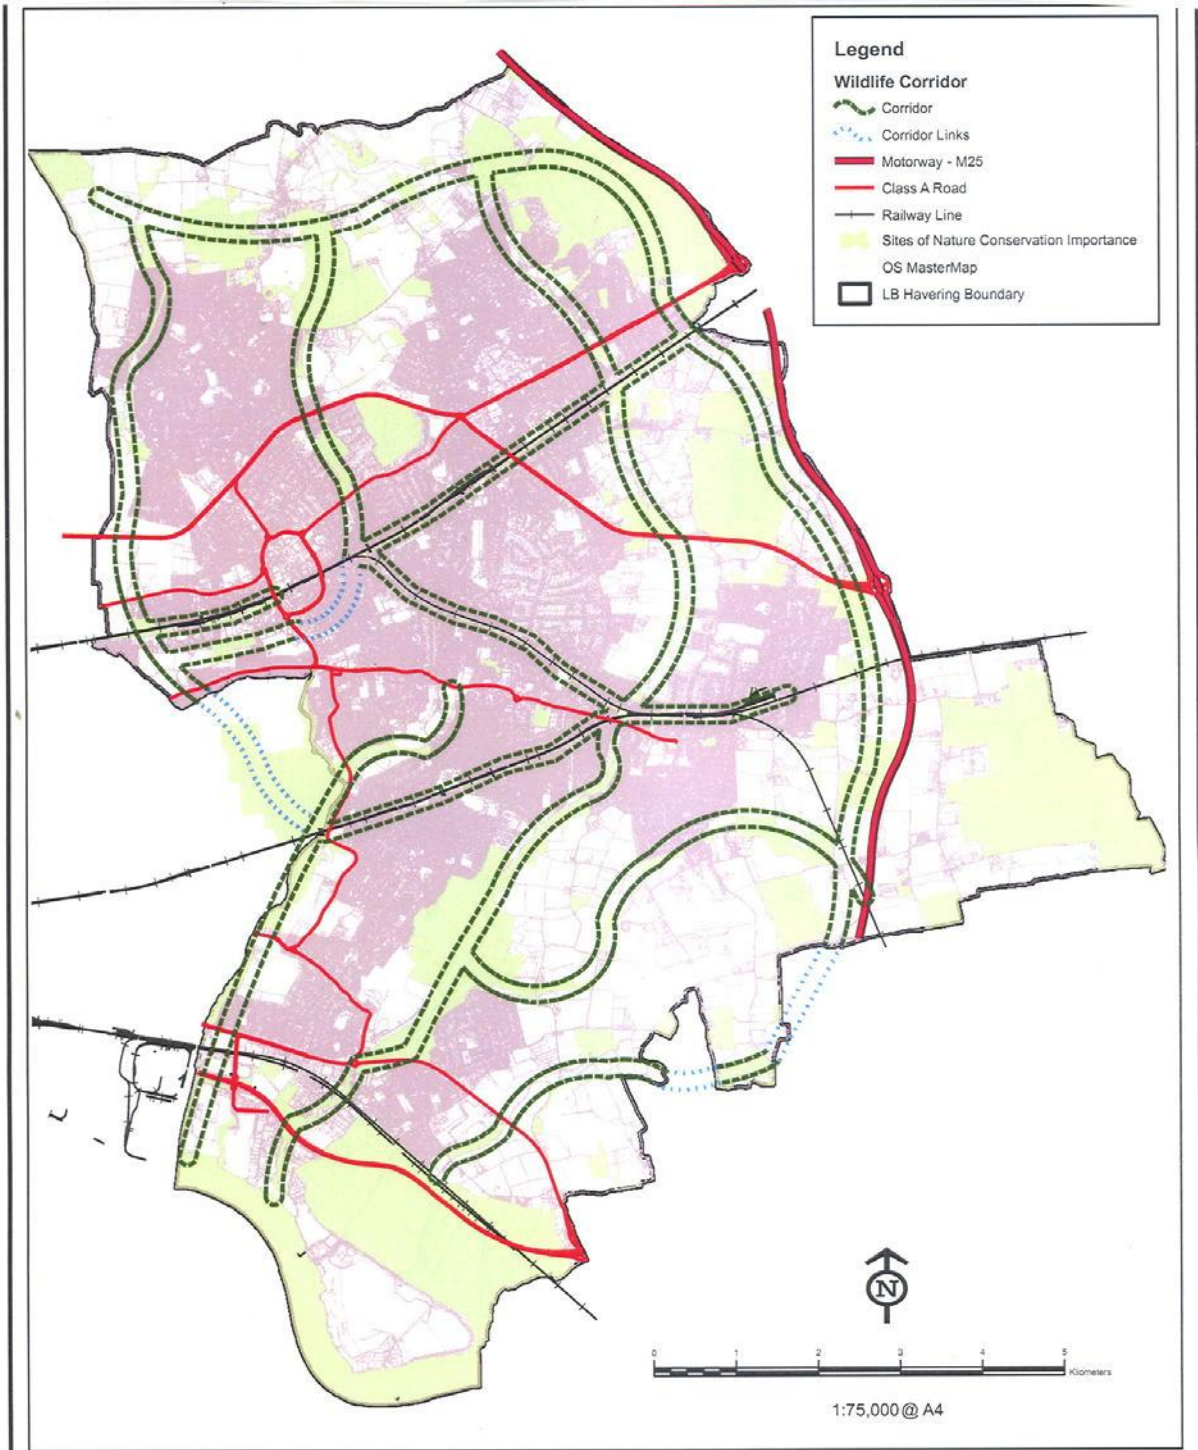 Legend
Wildlife Corridor
Corridor
Corridor Links
Motorway - M25
Class A Road
Railway Line
Sites of Nature Conservation Importance
OS MasterMap
LB Havering Boundary
N
0 1 2 3 4 5
Kilometers
1:75,000 @ A4